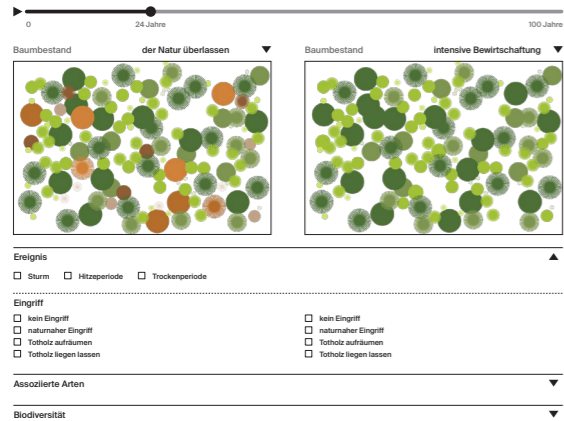 0 24 Jahre 100 Jahre
Baumbestand der Natur überlassen Baumbestand intensive Bewirtschaftung
Ereignis
Sturm Hitzeperiode Trockenperiode
Eingriff
kein Eingriff kein Eingriff
naturnaher Eingriff naturnaher Eingriff
Totholz aufräumen Totholz aufräumen
Totholz liegen lassen Totholz liegen lassen
Assoziierte Arten
Biodiversität